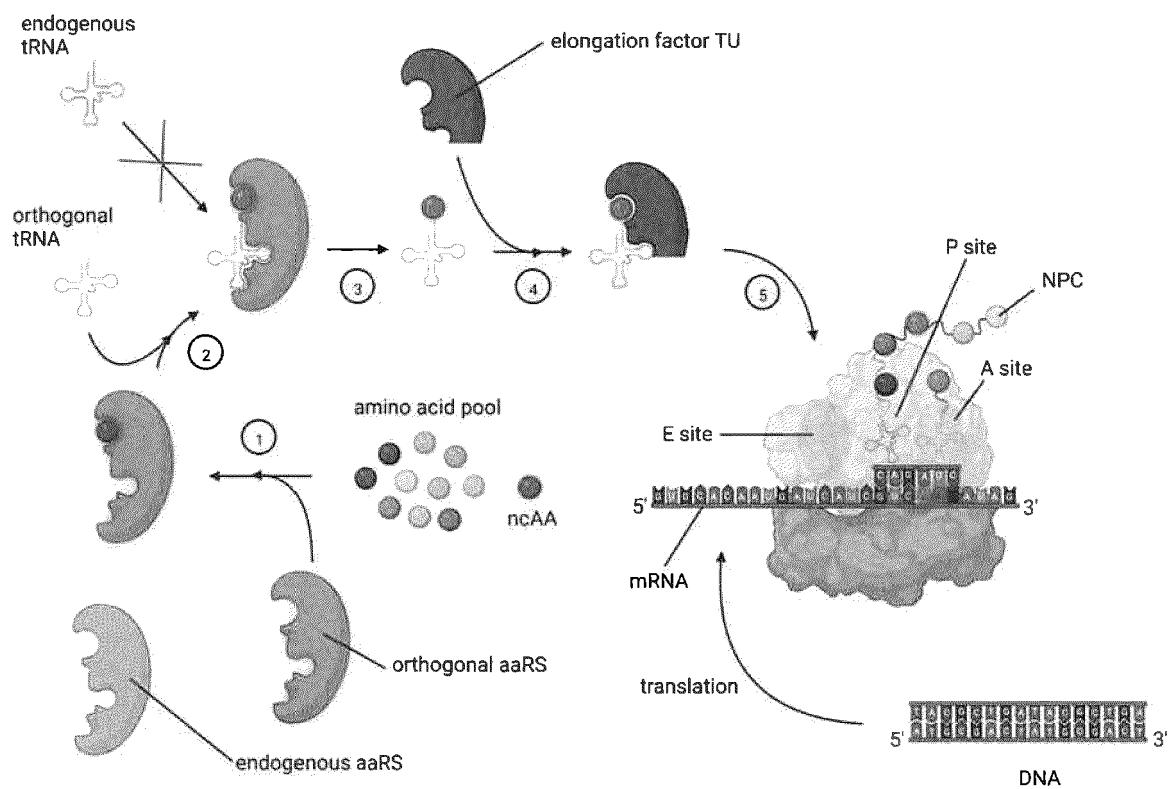 endogenous
tRNA
elongation factor TU
orthogonal
tRNA
P site
NPC
3
4
5
2
A site
amino acid pool
1
E site
ncAA
5'
3'
mRNA
orthogonal aaRS
translation
endogenous aaRS
5'
3'
DNA